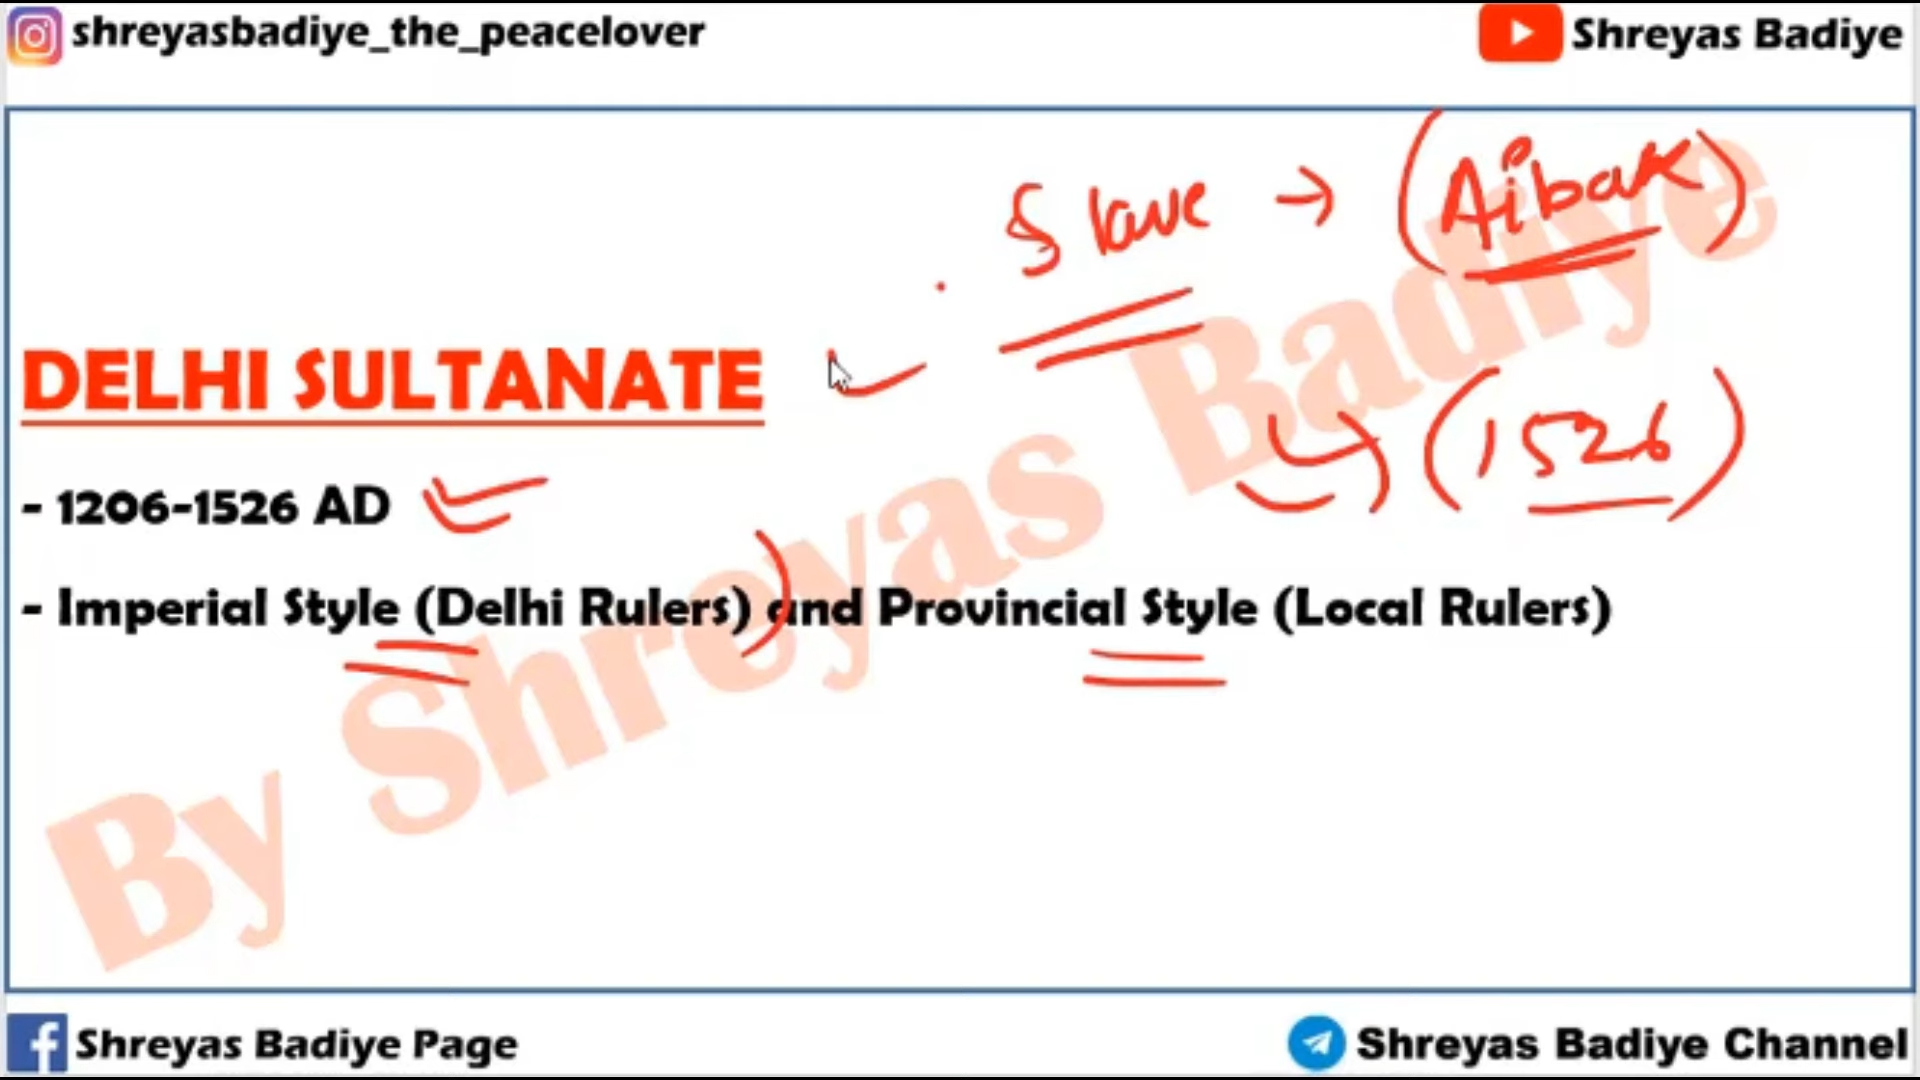 shreyasbadiye_the_peacelover
Shreyas Badiye
Slave → (Aibak)
DELHI SULTANATE
(1526)
- 1206-1526 AD
- Imperial Style (Delhi Rulers) and Provincial Style (Local Rulers)
By Shreyas Badiye
Shreyas Badiye Page
Shreyas Badiye Channel